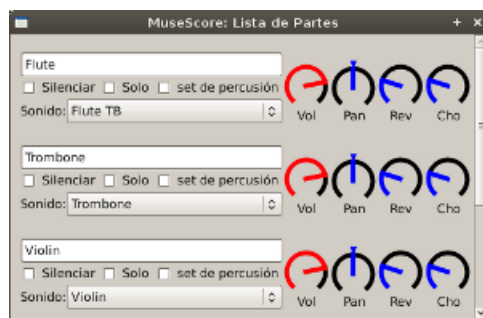 MuseScore: Lista de Partes
Flute
Silenciar Solo set de percusión
Sonido: Flute TB
Vol Pan Rev Cho
Trombone
Silenciar Solo set de percusión
Sonido: Trombone
Vol Pan Rev Cho
Violin
Silenciar Solo set de percusión
Sonido: Violin
Vol Pan Rev Cho